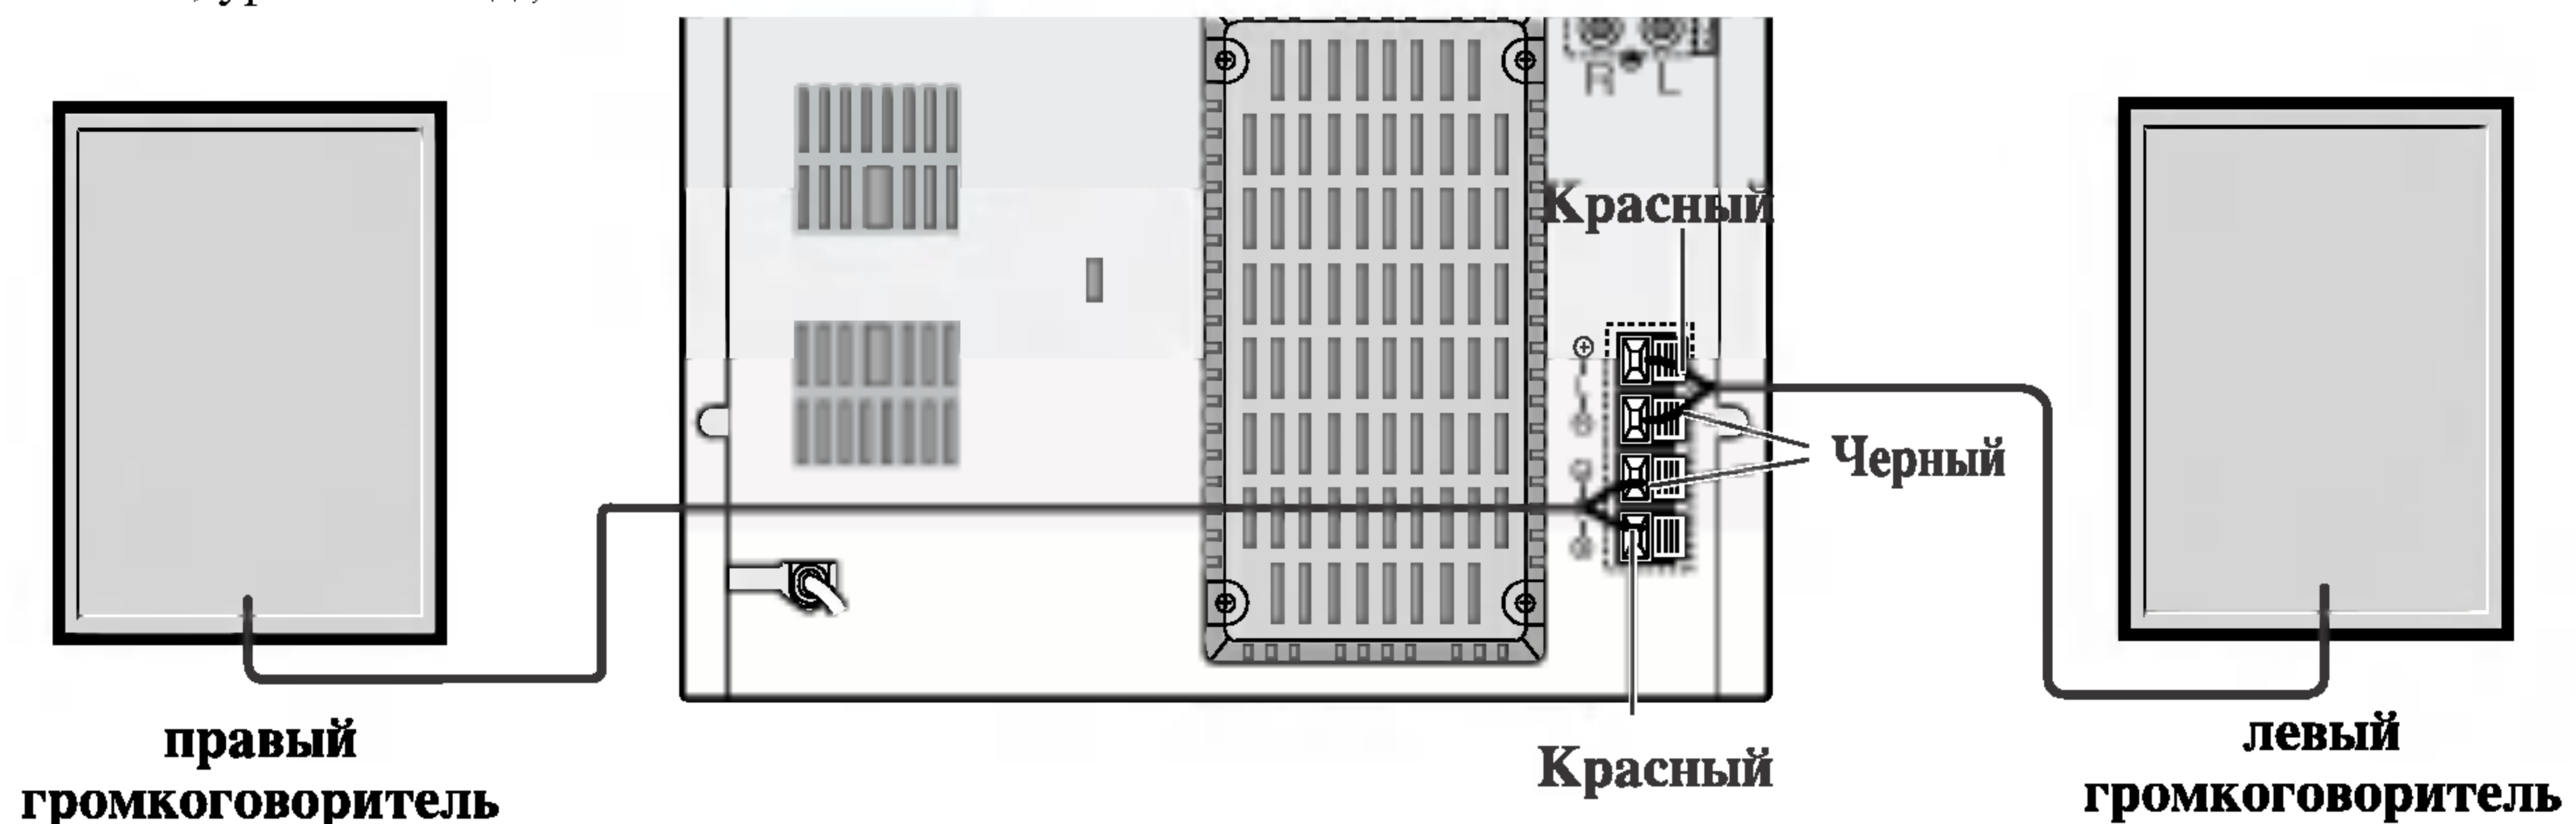 R L
Красный
L
Черный
Красный
правый
громкоговоритель
левый
громкоговоритель